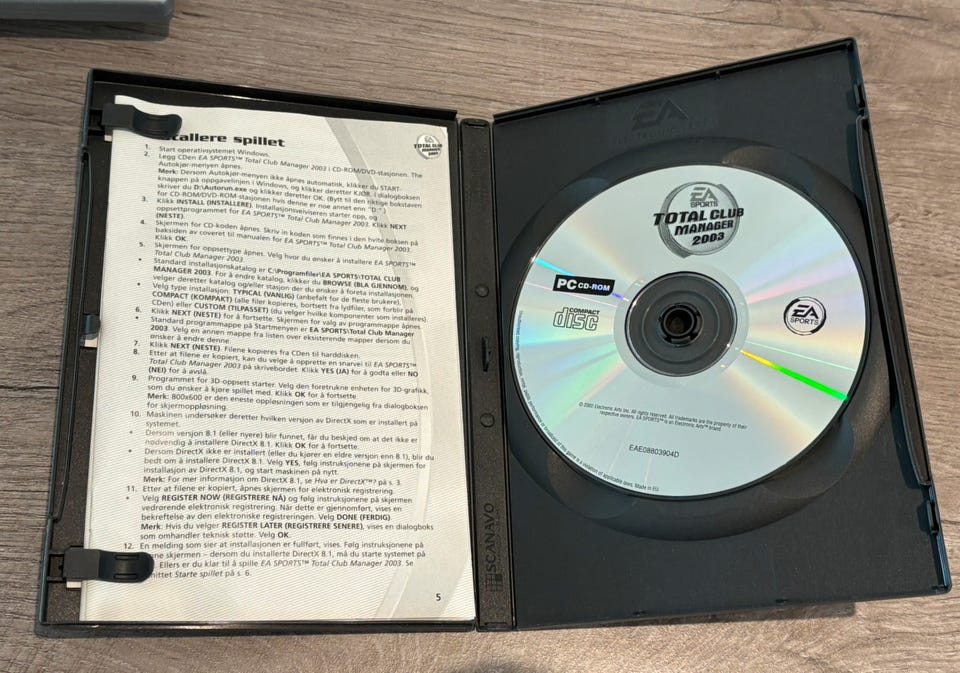 tallere spillet
TOTAL CLUB
MANAGER
2003
1. Start operativsystemet Windows.
2. Legg CDen EA SPORTS™ Total Club Manager 2003 i CD-ROM/DVD-stasjonen. The
Autokjør-menyen åpnes.
Merk: Dersom Autokjør-menyen ikke åpnes automatisk, klikker du START-
knappen på oppgavelinjen i Windows, og klikker deretter KJØR. I dialogboksen
skriver du D:\Autorun.exe og klikker deretter OK. (Bytt til den riktige bokstaven
for CD-ROM/DVD-ROM-stasjonen hvis denne er noe annet enn "D:")
3. Klikk INSTALL (INSTALLERE). Installasjonsveiviseren starter opp, og
oppsettprogrammet for EA SPORTS™ Total Club Manager 2003. Klikk NEXT
(NESTE).
4. Skjermen for CD-koden åpnes. Skriv in koden som finnes i den hvite boksen på
baksiden av coveret til manualen for EA SPORTS™ Total Club Manager 2003.
Klikk OK.
5. Skjermen for oppsettype åpnes. Velg hvor du ønsker å installere EA SPORTS™
Total Club Manager 2003.
• Standard installasjonskatalog er C:\Programfiler\EA SPORTS\TOTAL CLUB
MANAGER 2003. For å endre katalog, klikker du BROWSE (BLA GJENNOM), og
velger deretter katalog og/eller stasjon der du ønsker å foreta installasjonen.
• Velg type installasjon: TYPICAL (VANLIG) (anbefalt for de fleste brukere),
COMPACT (KOMPAKT) (alle filer kopieres, bortsett fra lydfiler, som forblir på
CDen) eller CUSTOM (TILPASSET) (du velger hvilke komponenter som installeres).
6. Klikk NEXT (NESTE) for å fortsette. Skjermen for valg av programmappe åpnes.
• Standard programmappe på Startmenyen er EA SPORTS\Total Club Manager
2003. Velg en annen mappe fra listen over eksisterende mapper dersom du
ønsker å endre denne.
7. Klikk NEXT (NESTE). Filene kopieres fra CDen til harddisken.
8. Etter at filene er kopiert, kan du velge å opprette en snarvei til EA SPORTS™
Total Club Manager 2003 på skrivebordet. Klikk YES (JA) for å godta eller NO
(NEI) for å avslå.
9. Programmet for 3D-oppsett starter. Velg den foretrukne enheten for 3D-grafikk,
som du ønsker å kjøre spillet med. Klikk OK for å fortsette.
Merk: 800x600 er den eneste oppløsningen som er tilgjengelig fra dialogboksen
for skjermoppløsning.
10. Maskinen undersøker deretter hvilken versjon av DirectX som er installert på
systemet.
• Dersom versjon 8.1 (eller nyere) blir funnet, får du beskjed om at det ikke er
nødvendig å installere DirectX 8.1. Klikk OK for å fortsette.
• Dersom DirectX ikke er installert (eller du kjører en eldre versjon enn 8.1), blir du
bedt om å installere DirectX 8.1. Velg YES, følg instruksjonene på skjermen for
installasjon av DirectX 8.1, og start maskinen på nytt.
Merk: For mer informasjon om DirectX 8.1, se Hva er DirectX™? på s. 3.
11. Etter at filene er kopiert, åpnes skjermen for elektronisk registrering.
• Velg REGISTER NOW (REGISTRERE NÅ) og følg instruksjonene på skjermen
vedrørende elektronisk registrering. Når dette er gjennomført, vises en
bekreftelse av den elektroniske registreringen. Velg DONE (FERDIG).
Merk: Hvis du velger REGISTER LATER (REGISTRERE SENERE), vises en dialogboks
som omhandler teknisk støtte. Velg OK.
12. En melding som sier at installasjonen er fullført, vises. Følg instruksjonene på
ne skjermen – dersom du installerte DirectX 8.1, må du starte systemet på
Ellers er du klar til å spille EA SPORTS™ Total Club Manager 2003. Se
mittet Starte spillet på s. 6.
5
SCANAVO
EA
EA
SPORTS
TOTAL CLUB
MANAGER
2003
PC CD-ROM
COMPACT
disc
EA
SPORTS
© 2002 Electronic Arts Inc. All rights reserved. All trademarks are the property of their
respective owners. EA SPORTS™ is an Electronic Arts™ brand.
EAE08803904D
of this game is a violation of applicable laws. Made in EU.